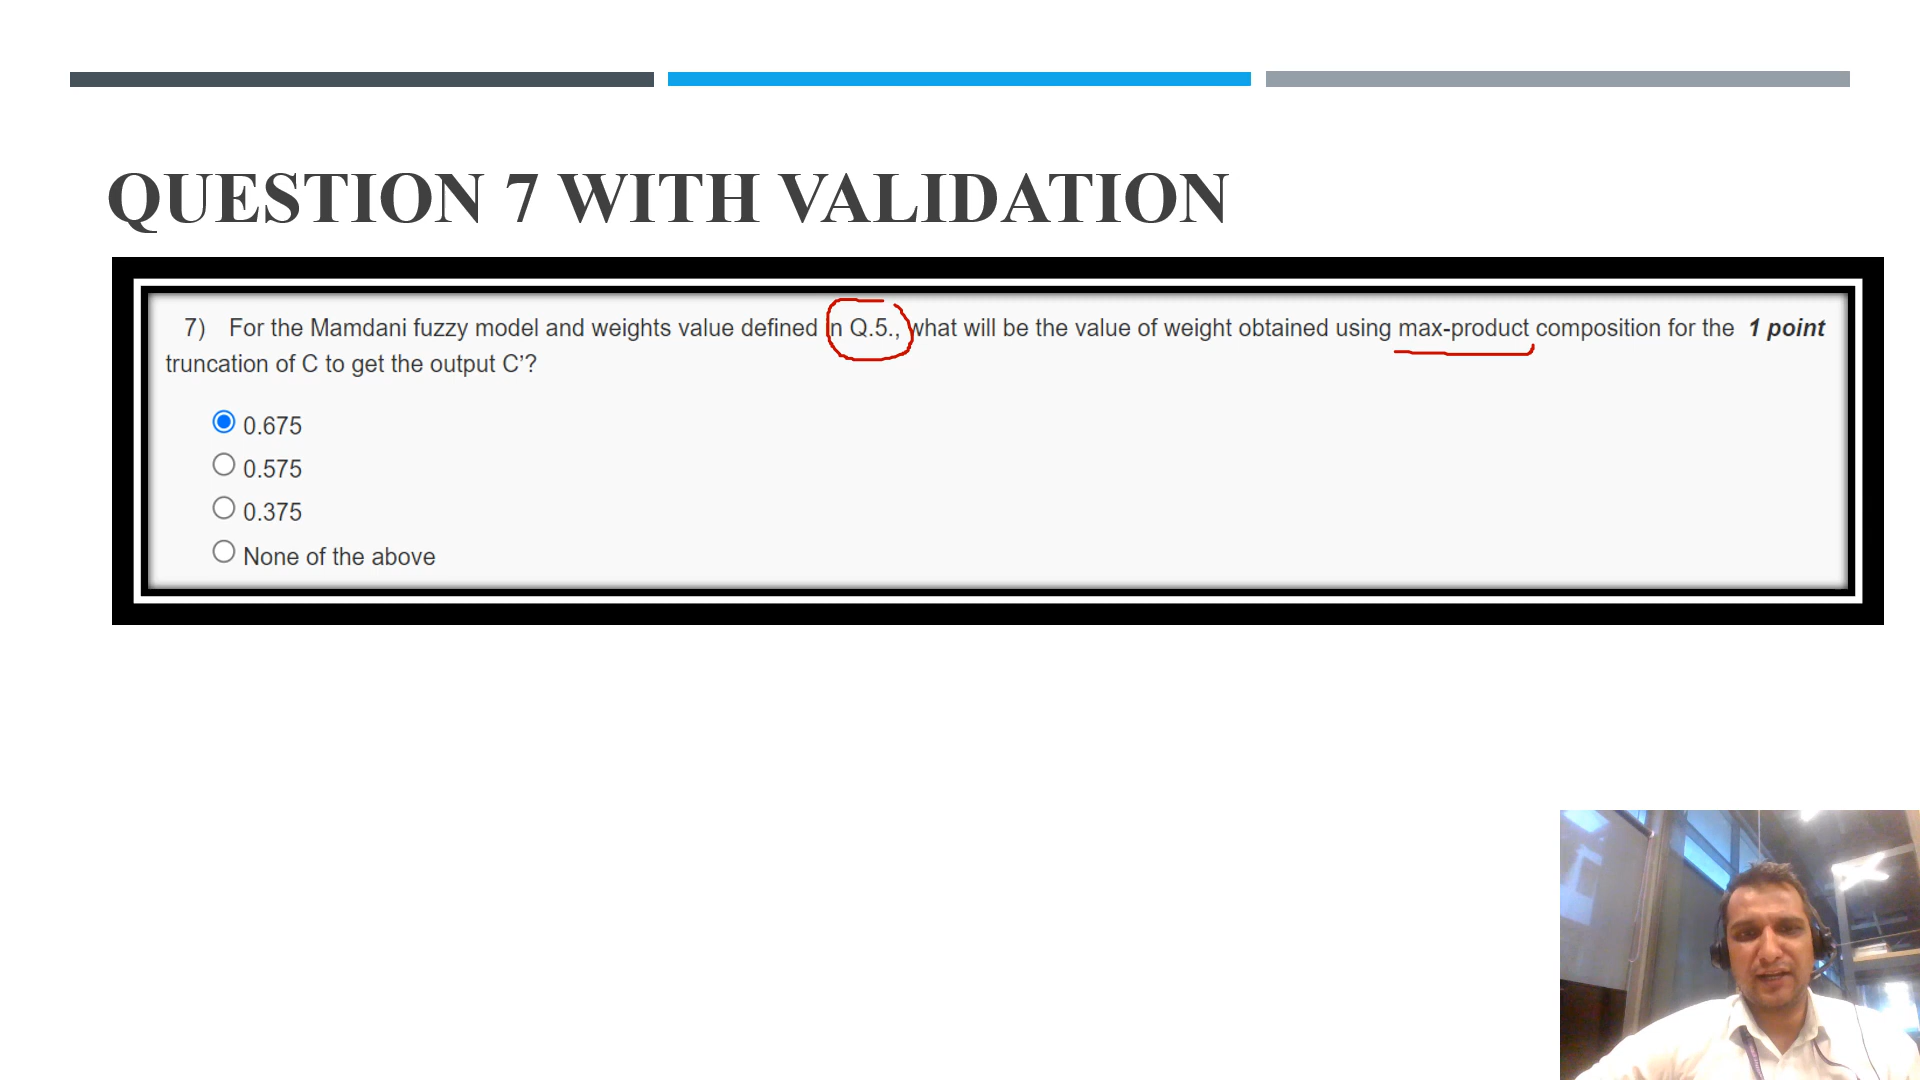 QUESTION 7 WITH VALIDATION
7) For the Mamdani fuzzy model and weights value defined in Q.5., what will be the value of weight obtained using max-product composition for the 1 point
truncation of C to get the output C’?
0.675
0.575
0.375
None of the above